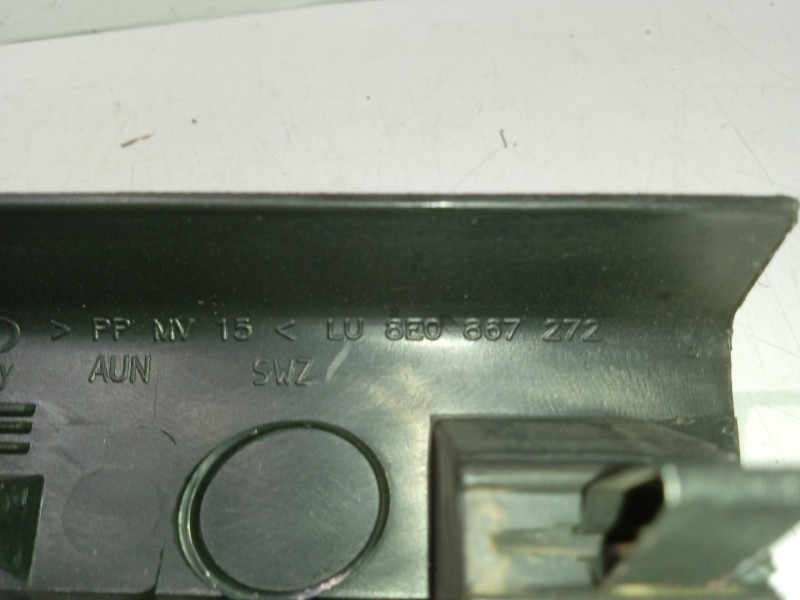 > PP MV 15 < LU 8E0 867 272
y AUN SWZ